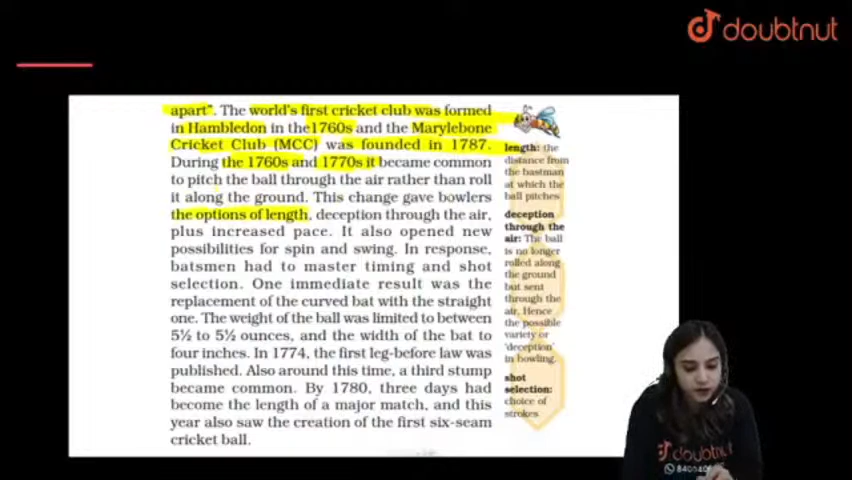 doubtnut
apart". The world's first cricket club was formed
in Hambledon in the1760s and the Marylebone
Cricket Club (MCC) was founded in 1787.
During the 1760s and 1770s it became common
to pitch the ball through the air rather than roll
it along the ground. This change gave bowlers
the options of length, deception through the air,
plus increased pace. It also opened new
possibilities for spin and swing. In response,
batsmen had to master timing and shot
selection. One immediate result was the
replacement of the curved bat with the straight
one. The weight of the ball was limited to between
5½ to 5½ ounces, and the width of the bat to
four inches. In 1774, the first leg-before law was
published. Also around this time, a third stump
became common. By 1780, three days had
become the length of a major match, and this
year also saw the creation of the first six-seam
cricket ball.
length: the
distance from
the bastman
at which the
ball pitches
deception
through the
air: The ball
is no longer
rolled along
the ground
but sent
through the
air. Hence
the possible
variety or
'deception'
in bowling.
shot
selection:
choice of
strokes
doubtnut